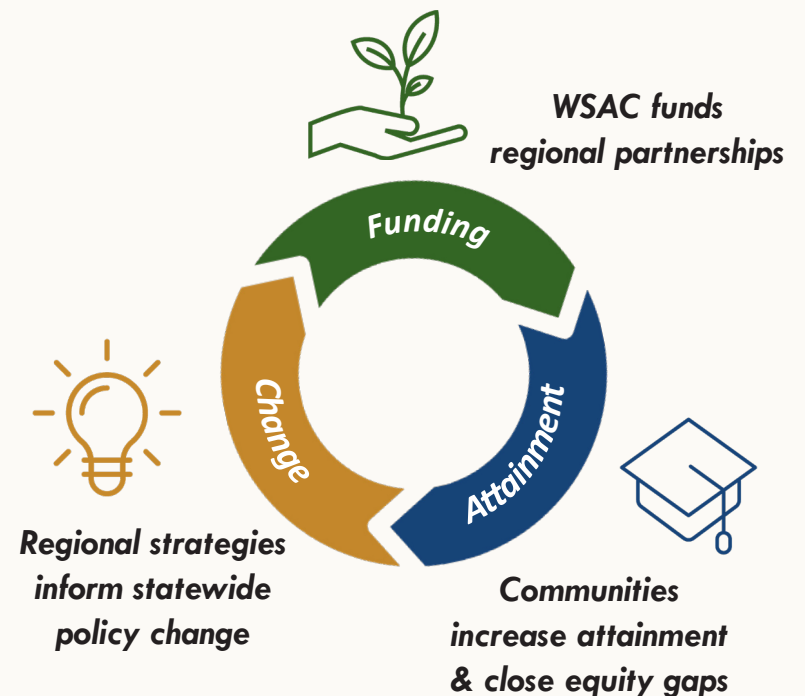 WSAC funds
regional partnerships
Funding
Change
Attainment
Regional strategies
inform statewide
policy change
Communities
increase attainment
& close equity gaps